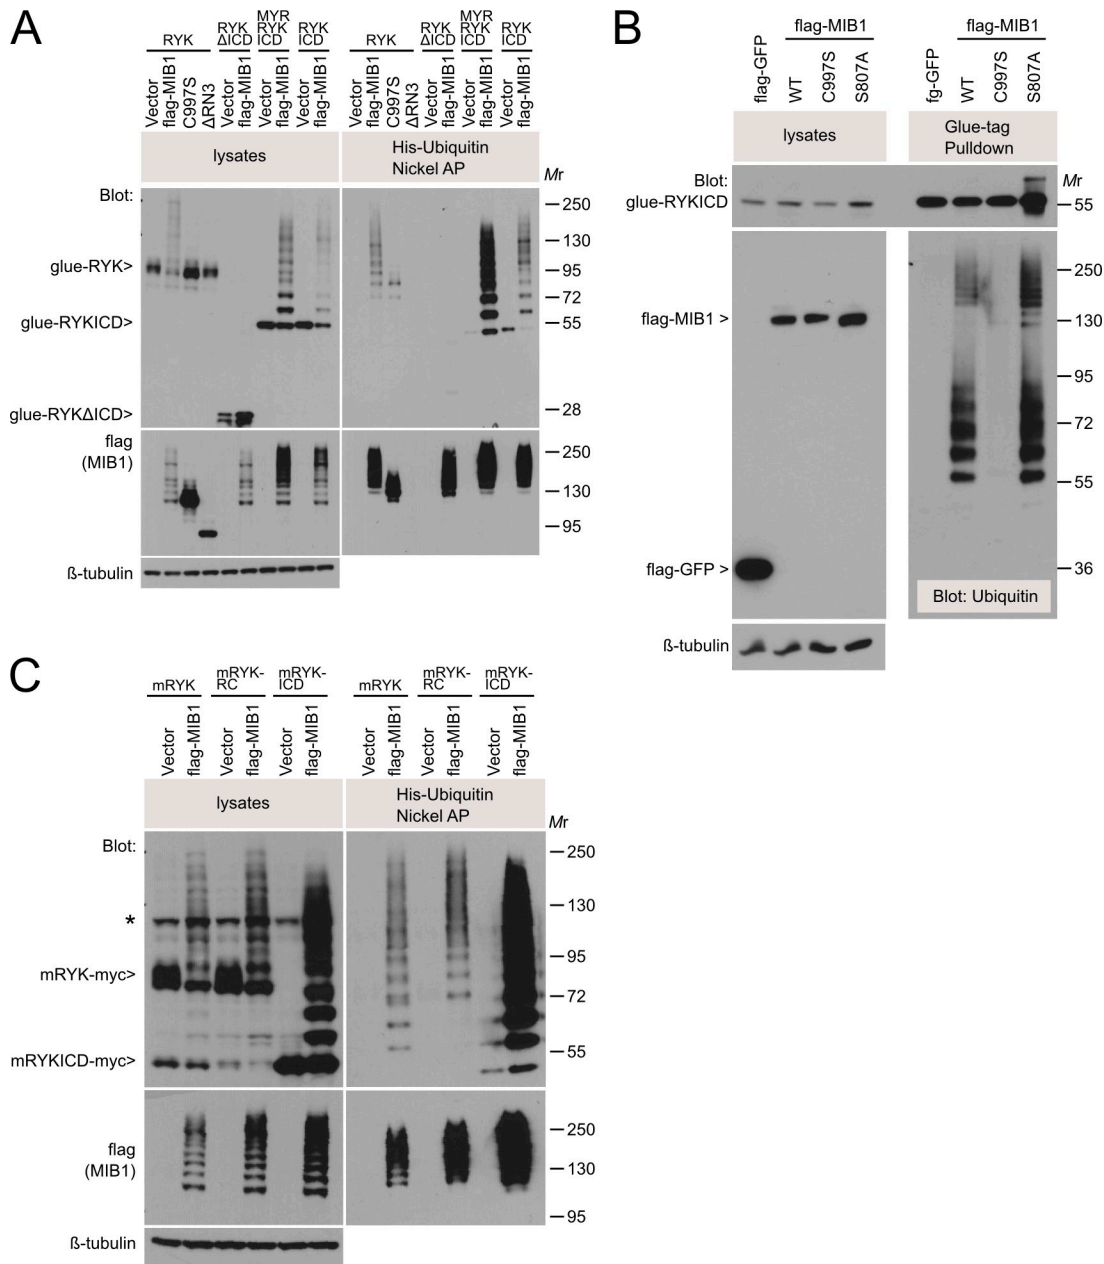 A
RYK
RYK
ΔICD
MYR
RYK
ICD
RYK
ICD
RYK
RYK
ΔICD
MYR
RYK
ICD
RYK
ICD
Vector
flag-MIB1
C997S
ΔRN3
Vector
flag-MIB1
Vector
flag-MIB1
Vector
flag-MIB1
Vector
flag-MIB1
C997S
ΔRN3
Vector
flag-MIB1
Vector
flag-MIB1
Vector
flag-MIB1
lysates
His-Ubiquitin
Nickel AP
Mr
Blot:
250
130
glue-RYK>
95
72
glue-RYKICD>
55
glue-RYKΔICD>
28
flag
(MIB1)
250
130
95
ß-tubulin
B
flag-MIB1
flag-MIB1
flag-GFP
WT
C997S
S807A
fg-GFP
WT
C997S
S807A
lysates
Glue-tag
Pulldown
Blot:
Mr
glue-RYKICD
55
250
flag-MIB1 >
130
95
72
55
flag-GFP >
36
Blot: Ubiquitin
ß-tubulin
C
mRYK
mRYK-
RC
mRYK-
ICD
mRYK
mRYK-
RC
mRYK-
ICD
Vector
flag-MIB1
Vector
flag-MIB1
Vector
flag-MIB1
Vector
flag-MIB1
Vector
flag-MIB1
Vector
flag-MIB1
lysates
His-Ubiquitin
Nickel AP
Mr
Blot:
250
*
130
95
mRYK-myc>
72
mRYKICD-myc>
55
flag
(MIB1)
250
130
95
ß-tubulin